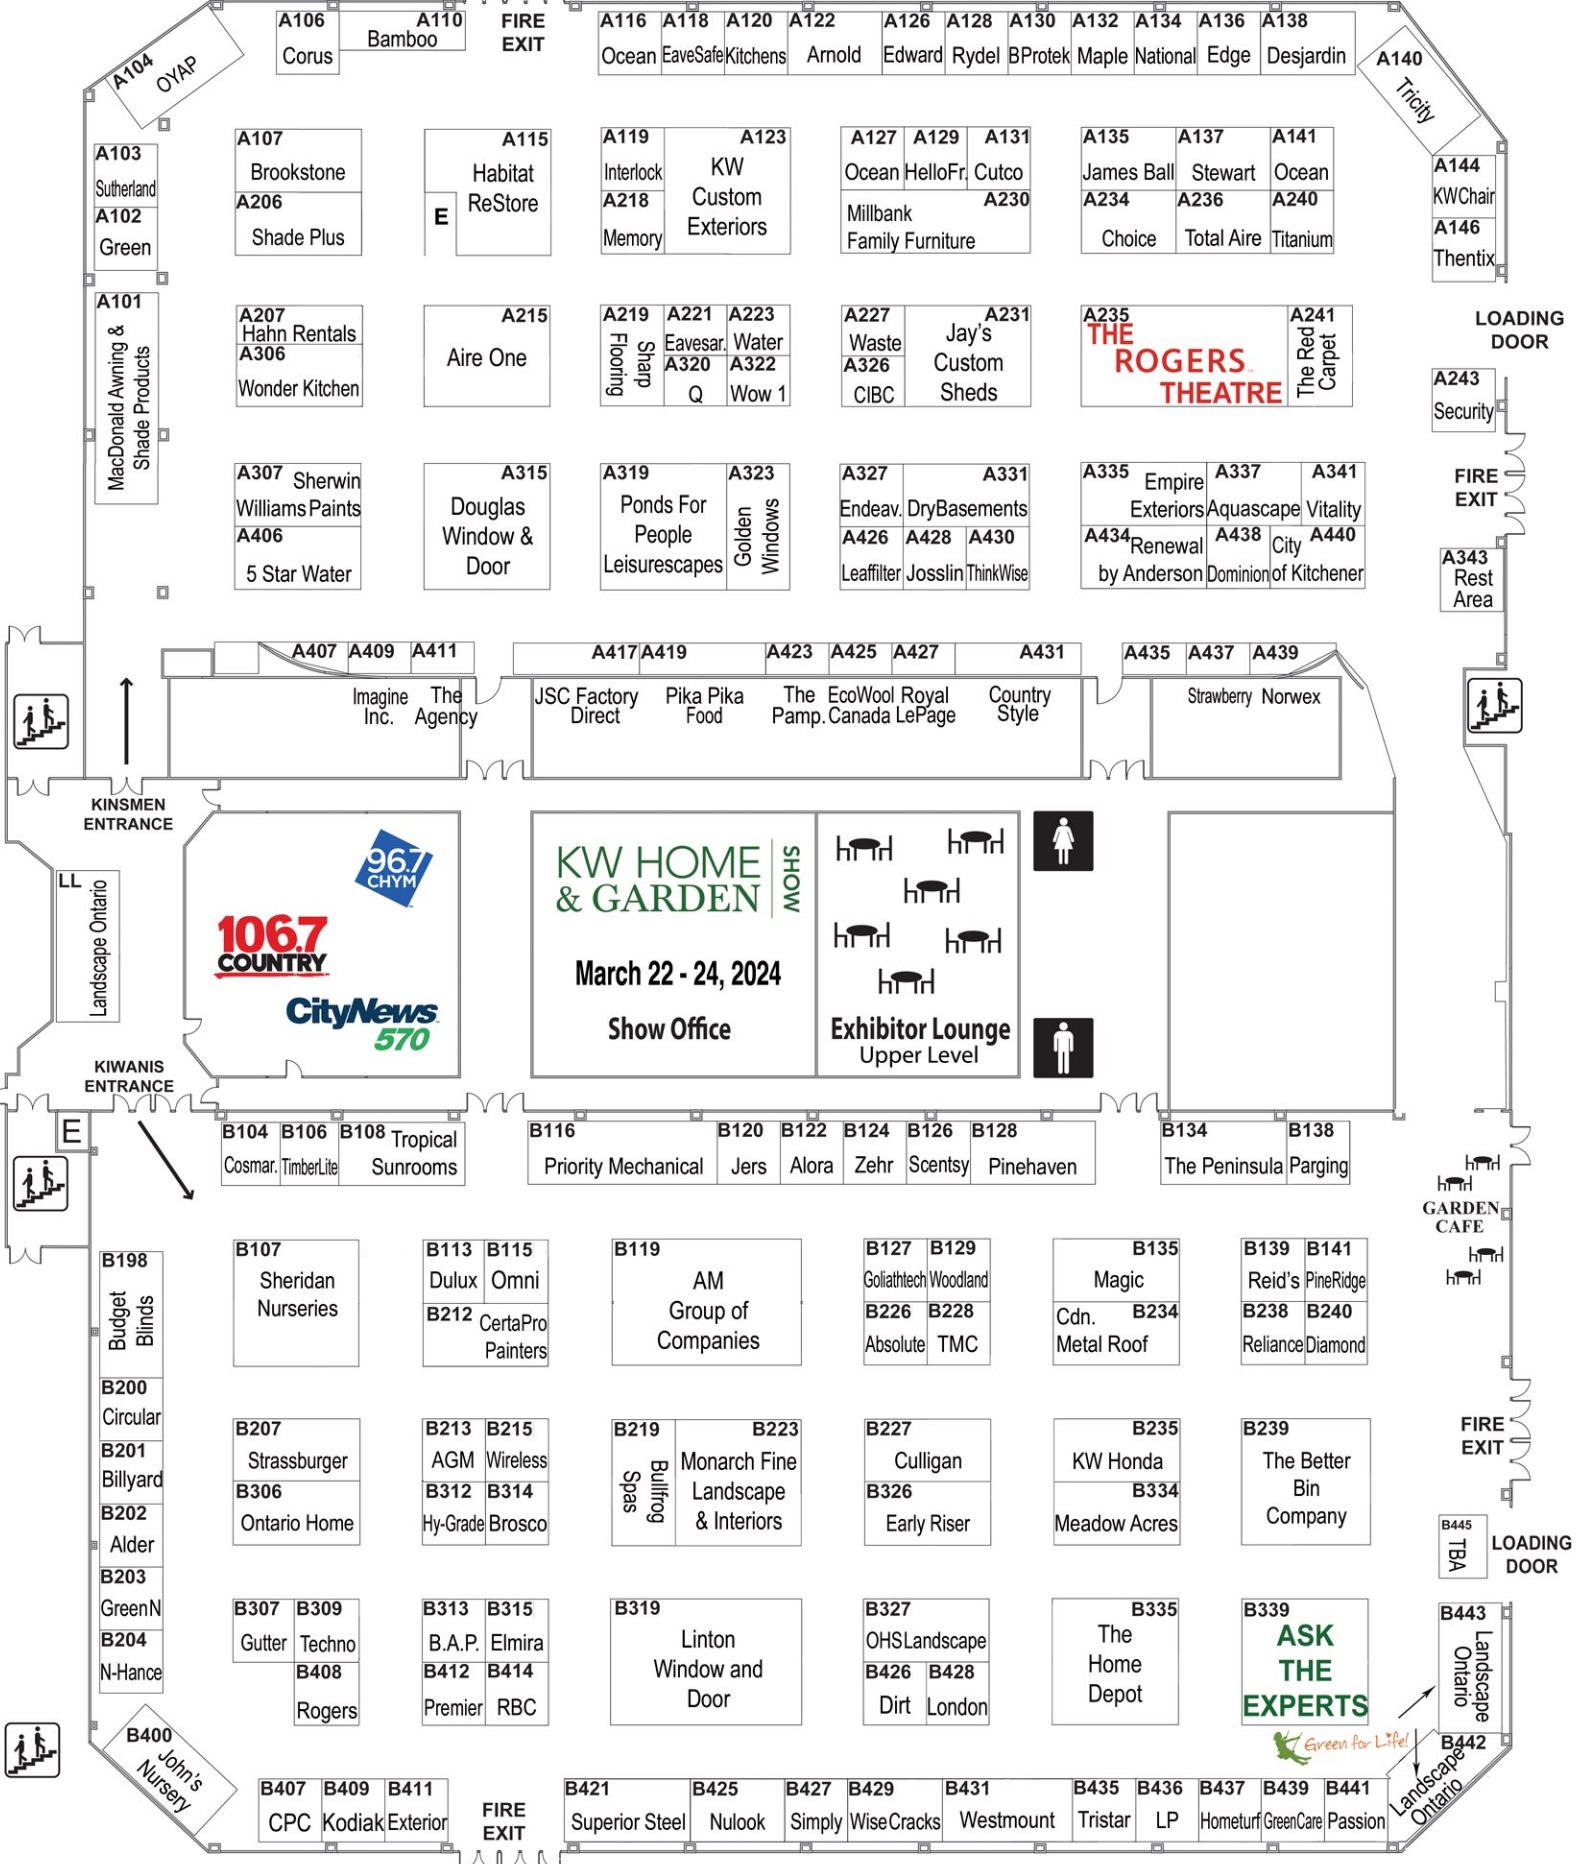 A104
OYAP
A106
Corus
A110
Bamboo
FIRE
EXIT
A116
Ocean
A118
EaveSafe
A120
Kitchens
A122
Arnold
A126
Edward
A128
Rydel
A130
BProtek
A132
Maple
A134
National
A136
Edge
A138
Desjardin
A140
Tricity
A103
Sutherland
A102
Green
A107
Brookstone
A206
Shade Plus
A115
Habitat
ReStore
E
A119
Interlock
A218
Memory
A123
KW
Custom
Exteriors
A127
Ocean
A129
HelloFr.
A131
Cutco
A230
Millbank
Family Furniture
A135
James Ball
A137
Stewart
A141
Ocean
A234
Choice
A236
Total Aire
A240
Titanium
A144
KWChair
A146
Thentix
A101
MacDonald Awning &
Shade Products
A207
Hahn Rentals
A306
Wonder Kitchen
A215
Aire One
A219
Sharp
Flooring
A221
Eavesar.
A223
Water
A320
Q
A322
Wow 1
A227
Waste
A326
CIBC
A231
Jay's
Custom
Sheds
A235
THE
ROGERS
THEATRE
A241
The Red
Carpet
LOADING
DOOR
A243
Security
A307 Sherwin
Williams Paints
A406
5 Star Water
A315
Douglas
Window &
Door
A319
Ponds For
People
Leisurescapes
A323
Golden
Windows
A327
Endeav.
A331
DryBasements
A426
Leaffilter
A428
Josslin
A430
ThinkWise
A335
Empire
Exteriors
A337
Aquascape
A341
Vitality
A434
Renewal
by Anderson
A438
Dominion
A440
City
of Kitchener
FIRE
EXIT
A343
Rest
Area
A407
A409
Imagine
Inc.
A411
The
Agency
A417
JSC Factory
Direct
A419
Pika Pika
Food
A423
The
Pamp.
A425
EcoWool
Canada
A427
Royal
LePage
A431
Country
Style
A435
A437
Strawberry
A439
Norwex
KINSMEN
ENTRANCE
LL
Landscape Ontario
96.7
CHYM
106.7
COUNTRY
CityNews
570
KW HOME
& GARDEN
SHOW
March 22 - 24, 2024
Show Office
Exhibitor Lounge
Upper Level
KIWANIS
ENTRANCE
E
B104
Cosmar.
B106
TimberLite
B108 Tropical
Sunrooms
B116
Priority Mechanical
B120
Jers
B122
Alora
B124
Zehr
B126
Scentsy
B128
Pinehaven
B134
The Peninsula
B138
Parging
GARDEN
CAFE
B198
Budget
Blinds
B107
Sheridan
Nurseries
B113
Dulux
B115
Omni
B212
CertaPro
Painters
B119
AM
Group of
Companies
B127
Goliathtech
B129
Woodland
B226
Absolute
B228
TMC
B135
Magic
B234
Cdn.
Metal Roof
B139
Reid's
B141
PineRidge
B238
Reliance
B240
Diamond
B200
Circular
B201
Billyard
B202
Alder
B203
GreenN
B204
N-Hance
B207
Strassburger
B306
Ontario Home
B213
AGM
B215
Wireless
B312
Hy-Grade
B314
Brosco
B219
Bullfrog
Spas
B223
Monarch Fine
Landscape
& Interiors
B227
Culligan
B326
Early Riser
B235
KW Honda
B334
Meadow Acres
B239
The Better
Bin
Company
FIRE
EXIT
B445
TBA
LOADING
DOOR
B307
Gutter
B309
Techno
B408
Rogers
B313
B.A.P.
B315
Elmira
B412
Premier
B414
RBC
B319
Linton
Window and
Door
B327
OHSLandscape
B426
Dirt
B428
London
B335
The
Home
Depot
B339
ASK
THE
EXPERTS
Green for Life!
B443
Landscape
Ontario
B442
Landscape
Ontario
B400
John's
Nursery
B407
CPC
B409
Kodiak
B411
Exterior
FIRE
EXIT
B421
Superior Steel
B425
Nulook
B427
Simply
B429
Wise Cracks
B431
Westmount
B435
Tristar
B436
LP
B437
Hometurf
B439
GreenCare
B441
Passion